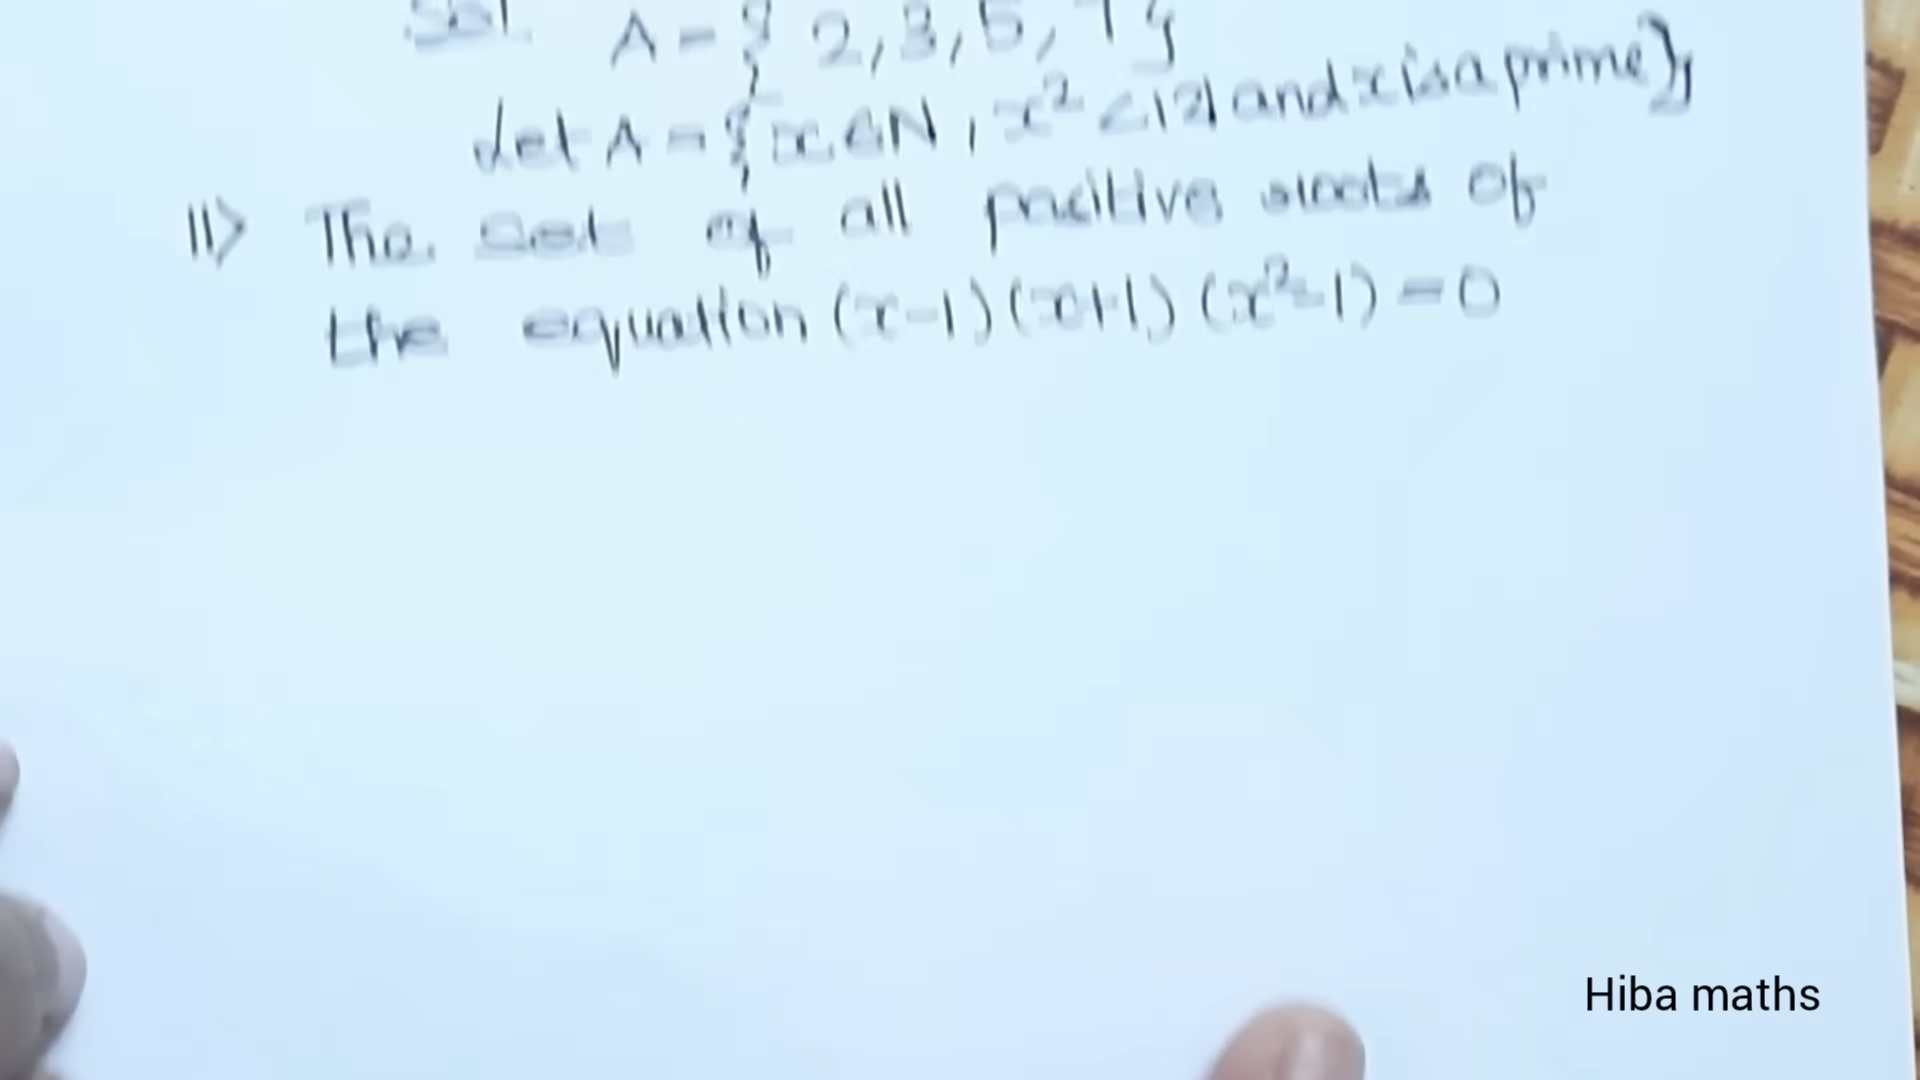 Sol. A = { 2, 3, 5, 7 }
Let A = { x ∈ N, x² < 121 and x is a prime },
11> The set of all positive roots of
the equation (x-1)(x+1)(x²-1) = 0
Hiba maths